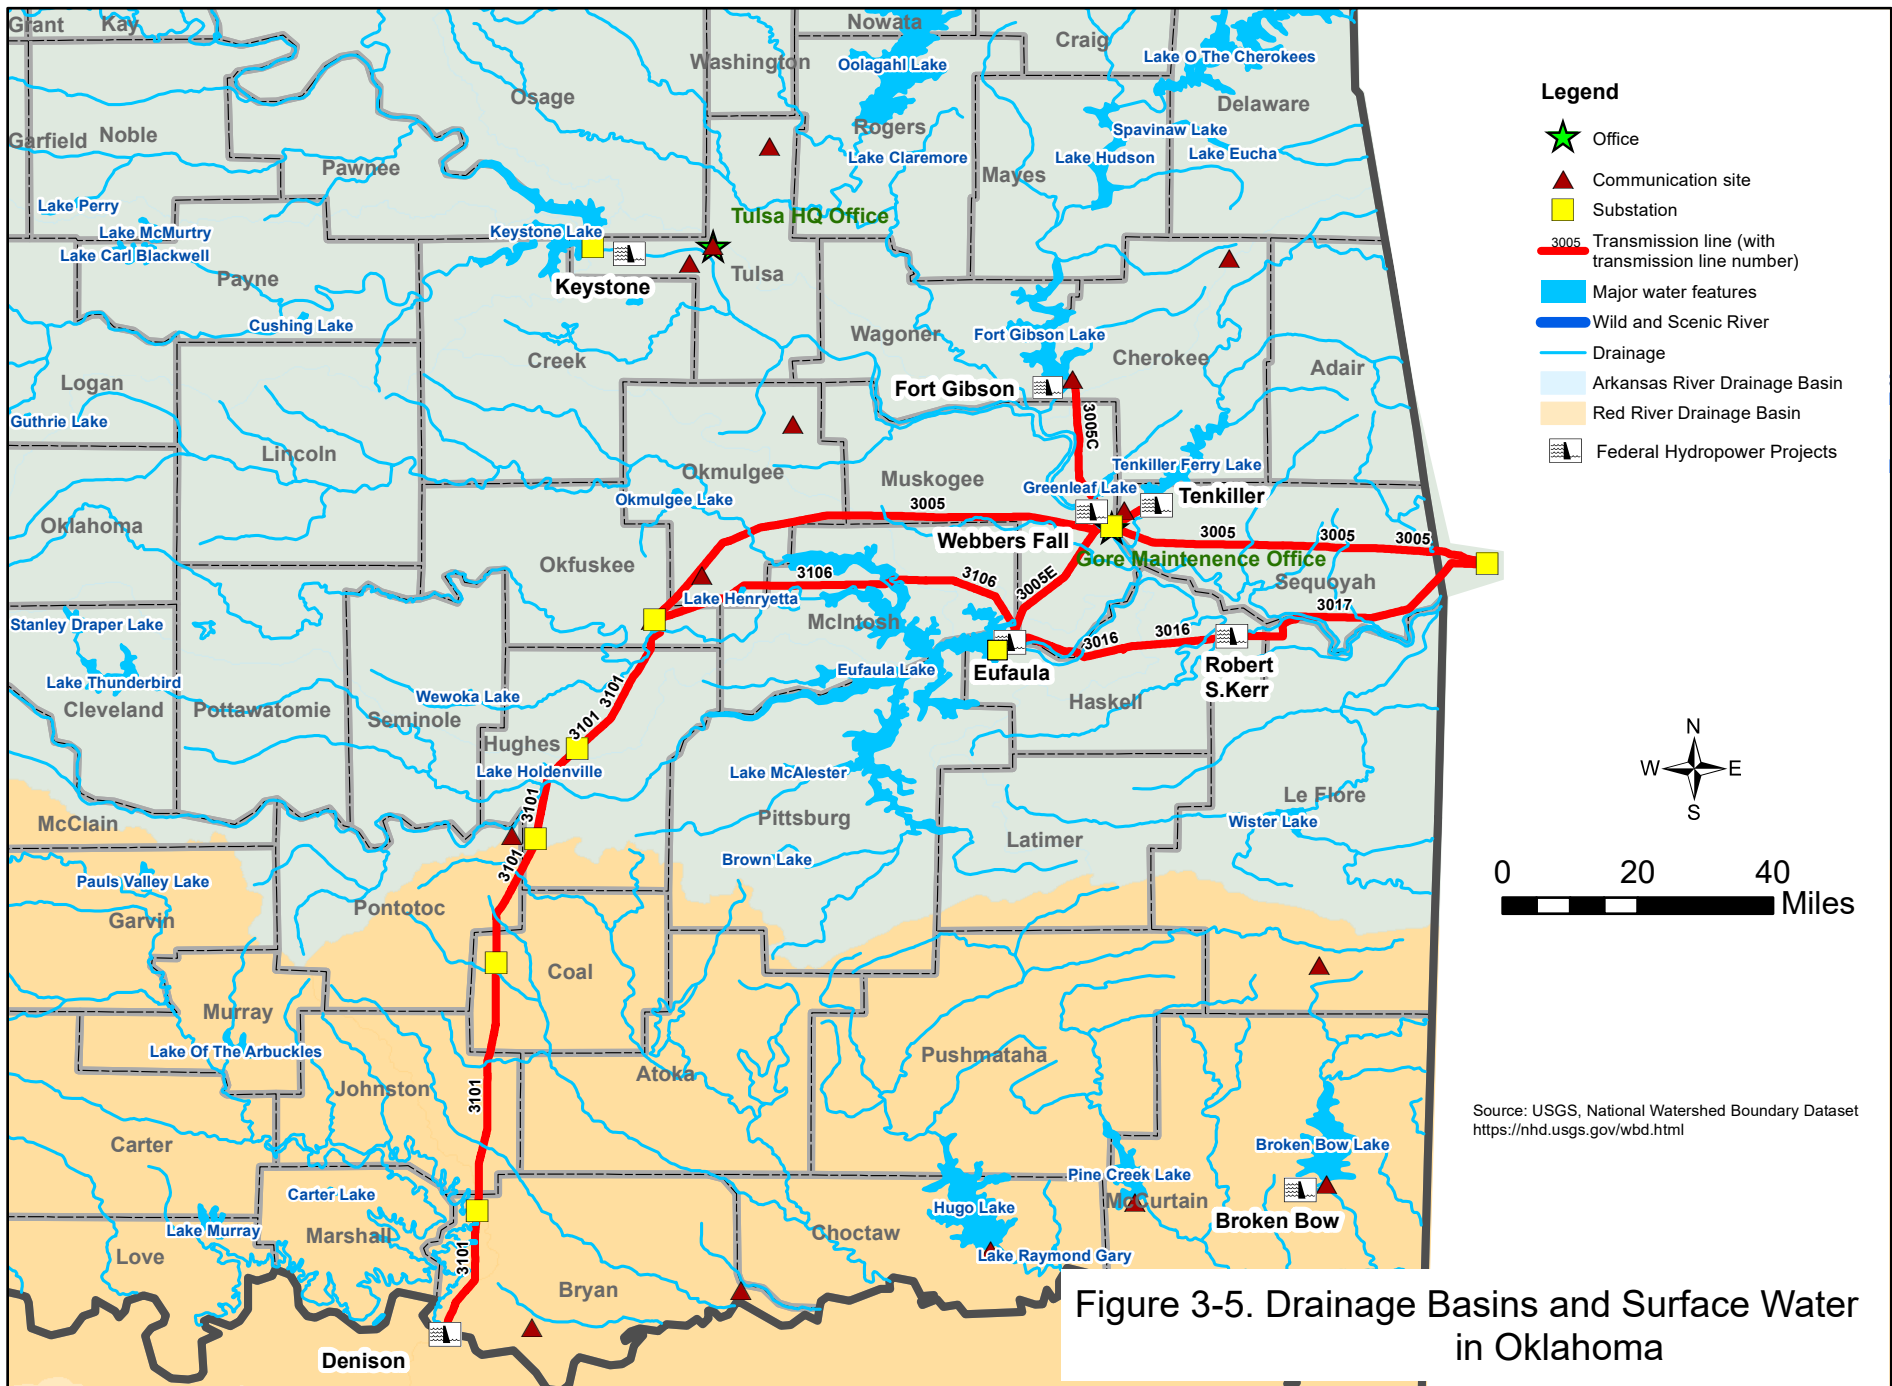 Grant
Kay
Nowata
Craig
Washington
Oolagahl Lake
Lake O The Cherokees
Osage
Delaware
Garfield
Noble
Rogers
Spavinaw Lake
Pawnee
Lake Claremore
Lake Hudson
Lake Eucha
Mayes
Lake Perry
Tulsa HQ Office
Lake McMurtry
Keystone Lake
Lake Carl Blackwell
Payne
Tulsa
Keystone
Cushing Lake
Wagoner
Fort Gibson Lake
Creek
Cherokee
Adair
Logan
Fort Gibson
Guthrie Lake
3005C
Lincoln
Okmulgee
Muskogee
Tenkiller Ferry Lake
Okmulgee Lake
Greenleaf Lake
Tenkiller
Oklahoma
3005
Webbers Fall
3005
3005
3005
Okfuskee
Gore Maintenence Office
3106
3106
3005E
Sequoyah
Lake Henryetta
3017
Stanley Draper Lake
McIntosh
3016
3016
Eufaula Lake
Eufaula
Robert
S.Kerr
Lake Thunderbird
Cleveland
Pottawatomie
Wewoka Lake
Seminole
3101
3101
Haskell
Hughes
Lake Holdenville
Lake McAlester
3101
Le Flore
McClain
Pittsburg
Wister Lake
Latimer
3101
Brown Lake
Pauls Valley Lake
Garvin
Pontotoc
Coal
Murray
Lake Of The Arbuckles
Pushmataha
Johnston
Atoka
3101
Carter
Broken Bow Lake
Pine Creek Lake
Carter Lake
McCurtain
Hugo Lake
Broken Bow
Lake Murray
Marshall
Choctaw
Love
3101
Lake Raymond Gary
Bryan
Denison
Legend
Office
Communication site
Substation
3005
Transmission line (with
transmission line number)
Major water features
Wild and Scenic River
Drainage
Arkansas River Drainage Basin
Red River Drainage Basin
Federal Hydropower Projects
N
W
E
S
0 20 40
Miles
Source: USGS, National Watershed Boundary Dataset
https://nhd.usgs.gov/wbd.html
Figure 3-5. Drainage Basins and Surface Water
in Oklahoma